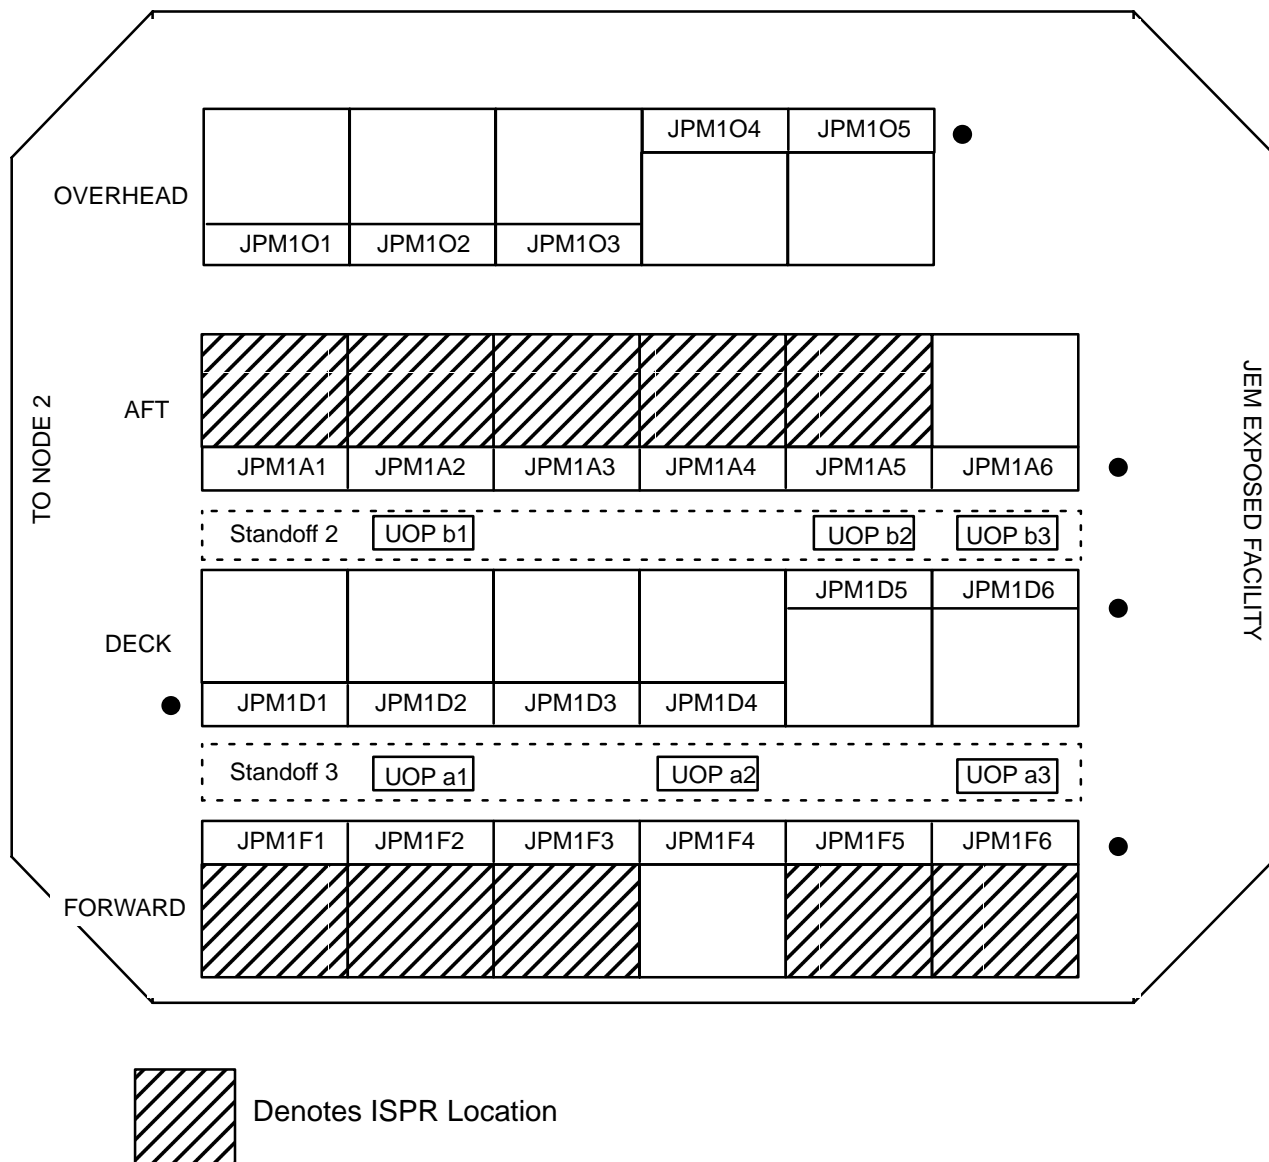 JPM1O4 JPM1O5
OVERHEAD
JPM1O1 JPM1O2 JPM1O3
TO NODE 2
AFT
JEM EXPOSED FACILITY
JPM1A1 JPM1A2 JPM1A3 JPM1A4 JPM1A5 JPM1A6
Standoff 2 UOP b1 UOP b2 UOP b3
JPM1D5 JPM1D6
DECK
JPM1D1 JPM1D2 JPM1D3 JPM1D4
Standoff 3 UOP a1 UOP a2 UOP a3
JPM1F1 JPM1F2 JPM1F3 JPM1F4 JPM1F5 JPM1F6
FORWARD
Denotes ISPR Location